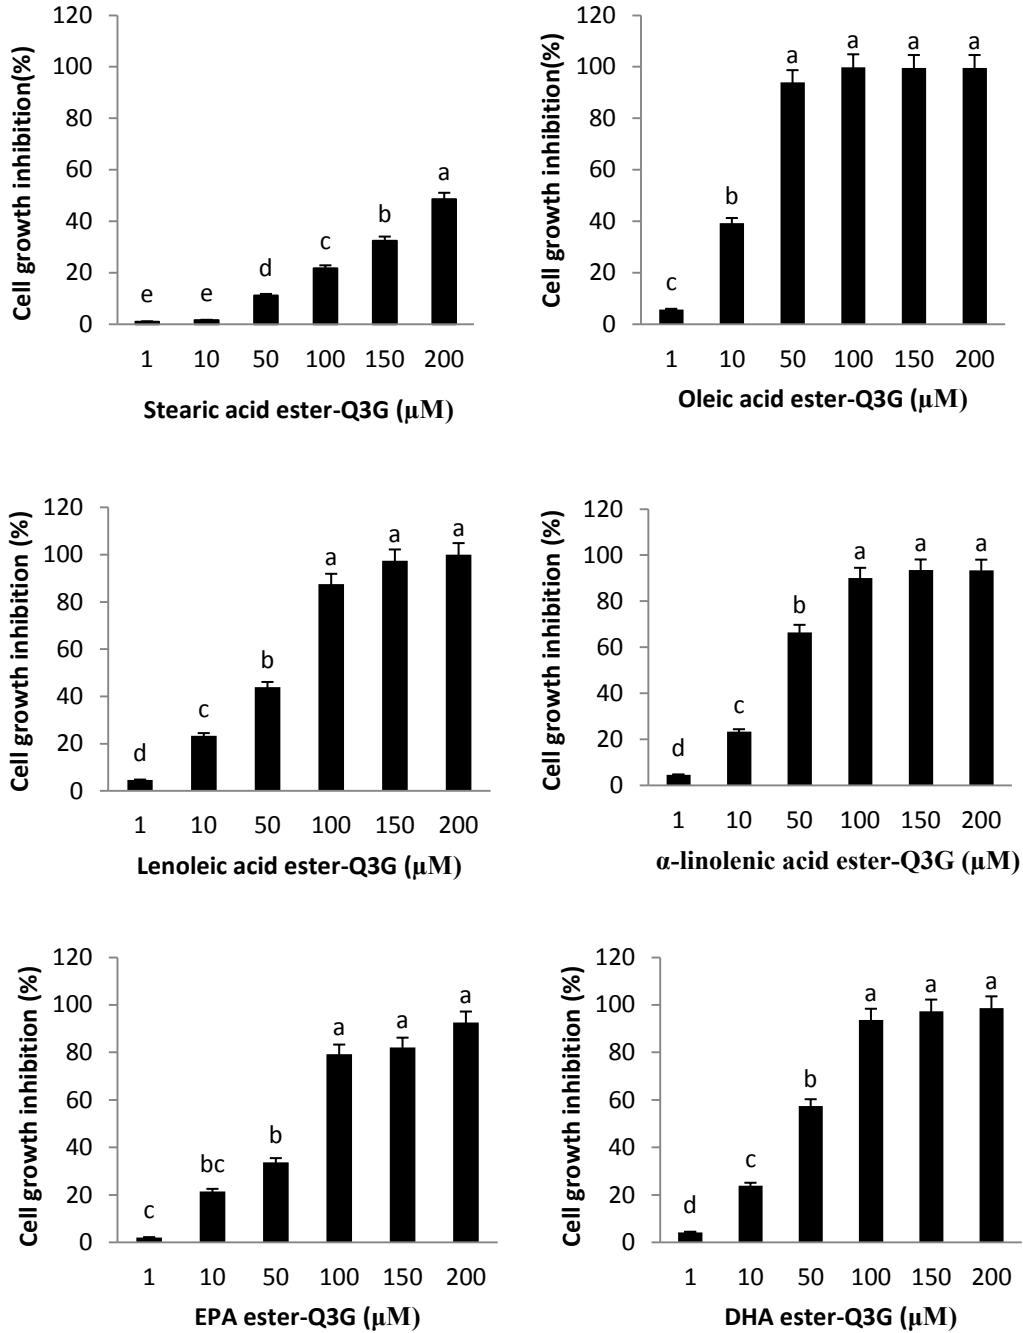 Cell growth inhibition(%)
120
100
80
60
40
20
0
e e d c b a
1 10 50 100 150 200
Stearic acid ester-Q3G (µM)
Cell growth inhibition(%)
120
100
80
60
40
20
0
c b a a a a
1 10 50 100 150 200
Oleic acid ester-Q3G (µM)
Cell growth inhibition (%)
120
100
80
60
40
20
0
d c b a a a
1 10 50 100 150 200
Lenoleic acid ester-Q3G (µM)
Cell growth inhibition (%)
120
100
80
60
40
20
0
d c b a a a
1 10 50 100 150 200
α-linolenic acid ester-Q3G (µM)
Cell growth inhibition (%)
120
100
80
60
40
20
0
c bc b a a a
1 10 50 100 150 200
EPA ester-Q3G (µM)
Cell growth inhibition (%)
120
100
80
60
40
20
0
d c b a a a
1 10 50 100 150 200
DHA ester-Q3G (µM)